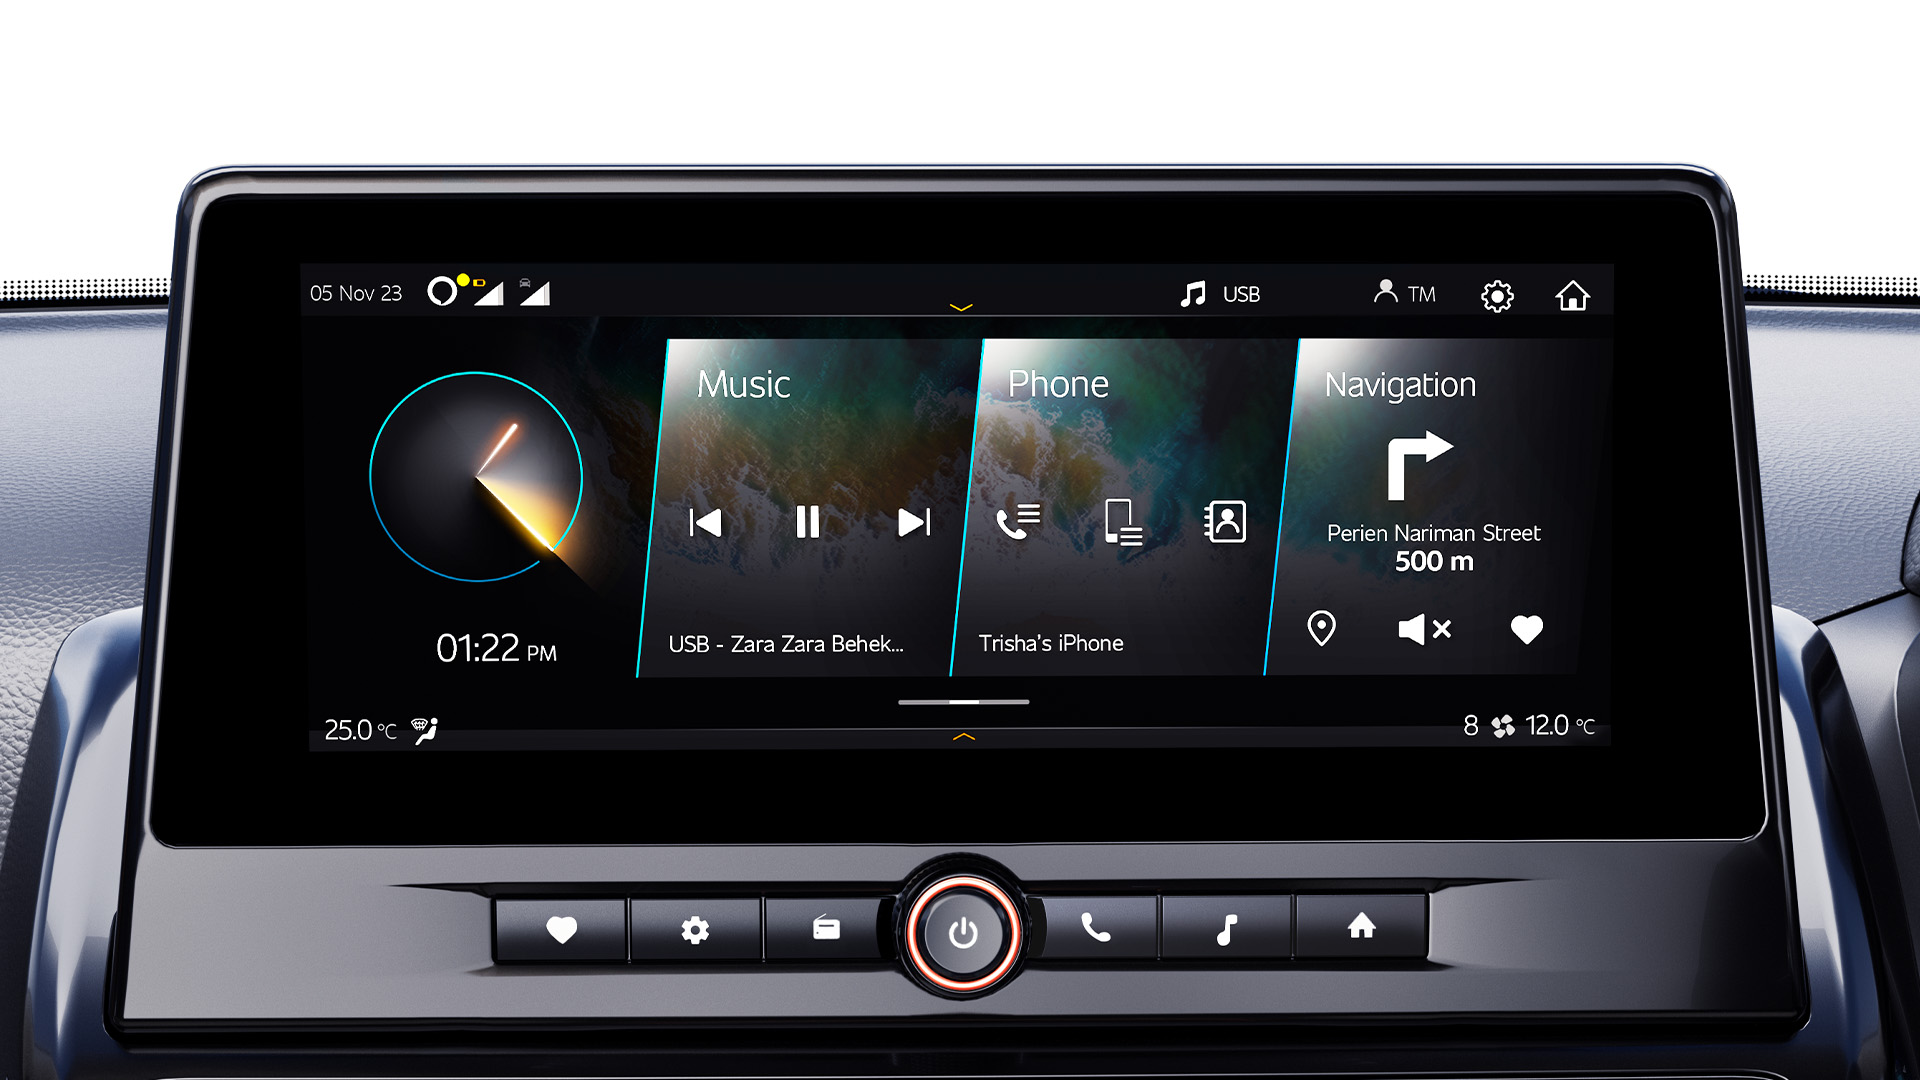 05 Nov 23
USB
TM
Music
Phone
Navigation
Perien Nariman Street
500 m
USB - Zara Zara Behek...
Trisha's iPhone
01:22 PM
25.0 °C
8
12.0 °C